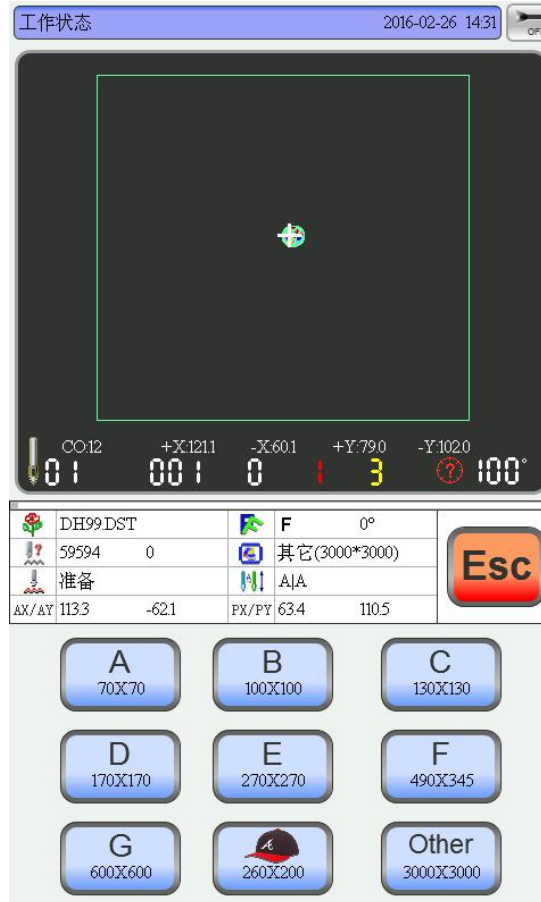 工作状态 2016-02-26 14:31
OFF
CO:12 +X:121.1 -X:60.1 +Y:79.0 -Y:102.0
01 001 0 1 3 ? 100°
DH99.DST F 0°
59594 0 其它(3000*3000)
准备 A|A
AX/AY 113.3 -62.1 PX/PY 63.4 110.5
Esc
A B C
70X70 100X100 130X130
D E F
170X170 270X270 490X345
G Other
600X600 260X200 3000X3000